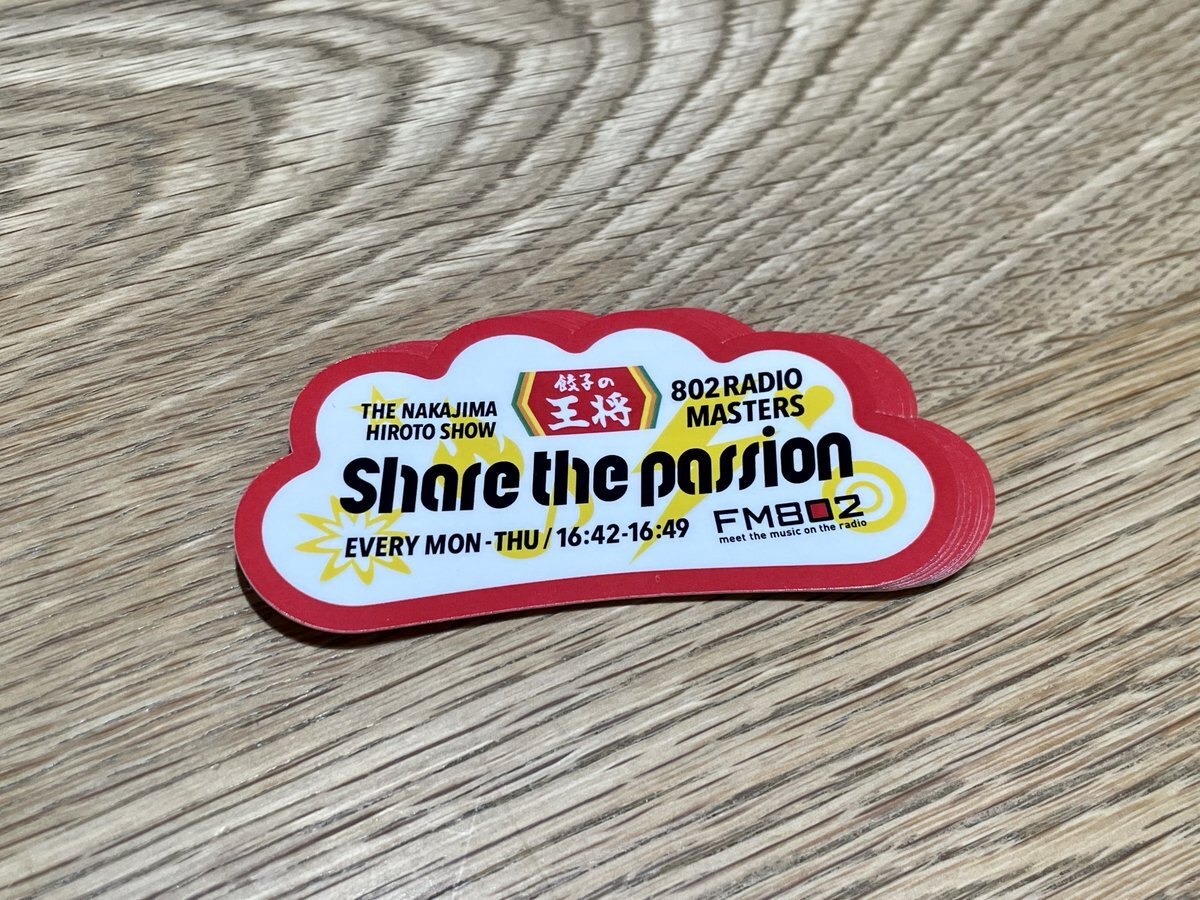 THE NAKAJIMA
HIROTO SHOW
餃子の
王将
802 RADIO
MASTERS
Share the passion
EVERY MON-THU / 16:42-16:49
FM802
meet the music on the radio